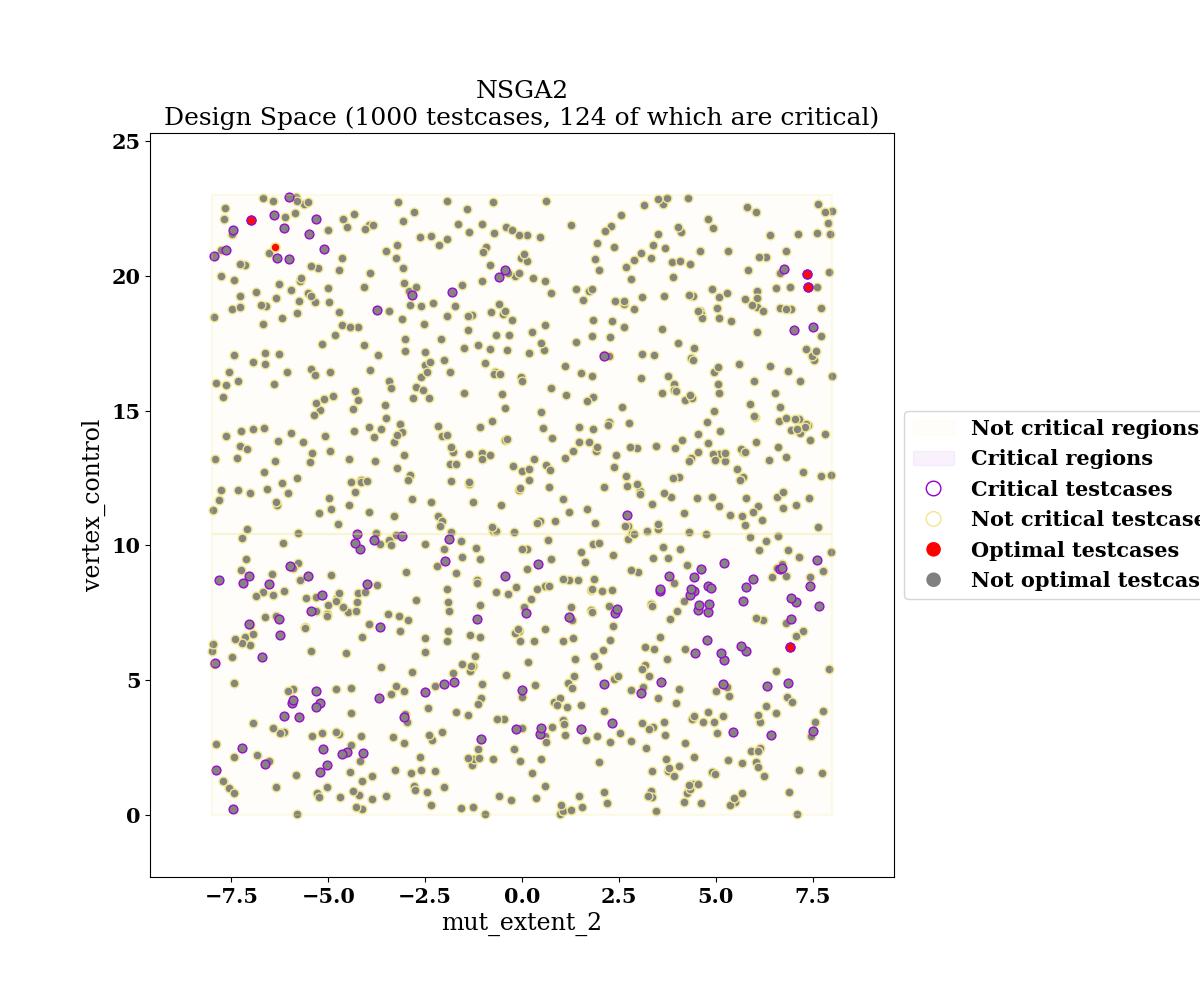 NSGA2
Design Space (1000 testcases, 124 of which are critical)
25
20
15
10
5
0
vertex_control
−7.5 −5.0 −2.5 0.0 2.5 5.0 7.5
mut_extent_2
Not critical regions
Critical regions
Critical testcases
Not critical testcase
Optimal testcases
Not optimal testcas